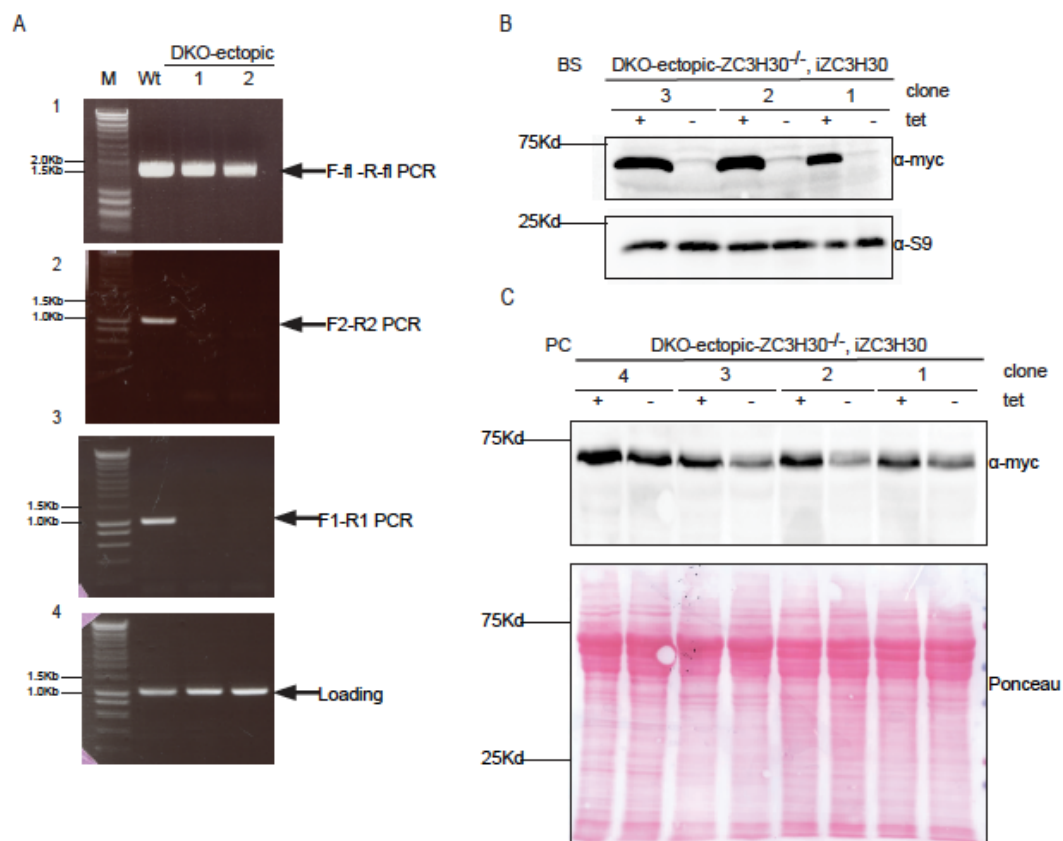 A
DKO-ectopic
M Wt 1 2
1
2.0Kb
1.5Kb
F-fl -R-fl PCR
2
1.5Kb
1.0Kb
F2-R2 PCR
3
1.5Kb
1.0Kb
F1-R1 PCR
4
1.5Kb
1.0Kb
Loading
B
BS DKO-ectopic-ZC3H30-/-, iZC3H30
3 2 1 clone
+ - + - + - tet
75Kd
α-myc
25Kd
α-S9
C
PC DKO-ectopic-ZC3H30-/-, iZC3H30
4 3 2 1 clone
+ - + - + - + - tet
75Kd
α-myc
75Kd
Ponceau
25Kd